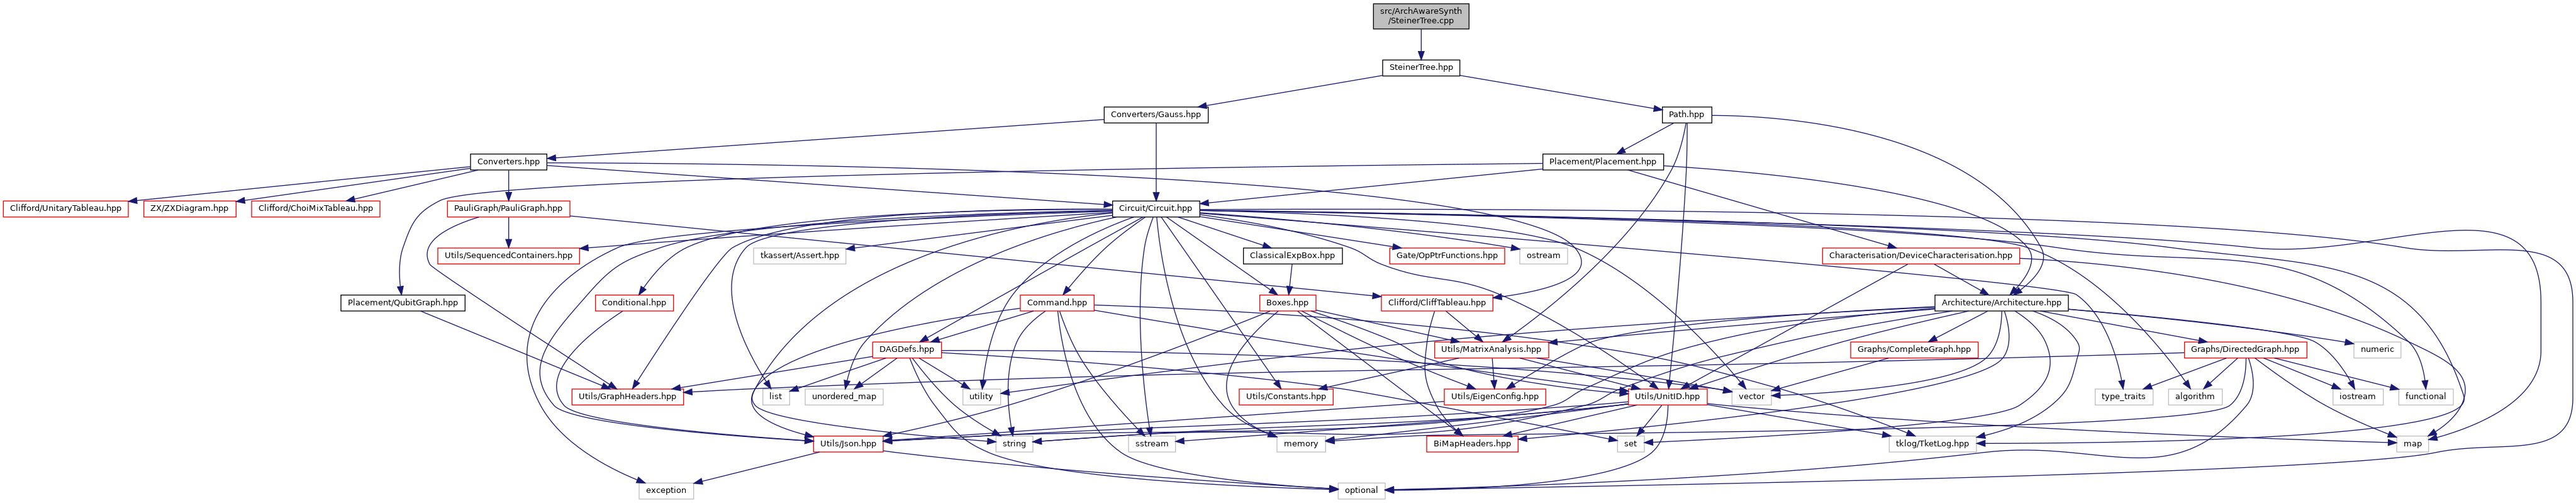 src/ArchAwareSynth
/SteinerTree.cpp
SteinerTree.hpp
Converters/Gauss.hpp
Path.hpp
Converters.hpp
Placement/Placement.hpp
Clifford/UnitaryTableau.hpp
ZX/ZXDiagram.hpp
Clifford/ChoiMixTableau.hpp
PauliGraph/PauliGraph.hpp
Circuit/Circuit.hpp
Utils/SequencedContainers.hpp
tkassert/Assert.hpp
ClassicalExpBox.hpp
Gate/OpPtrFunctions.hpp
ostream
Characterisation/DeviceCharacterisation.hpp
Placement/QubitGraph.hpp
Conditional.hpp
Command.hpp
Boxes.hpp
Clifford/CliffTableau.hpp
Architecture/Architecture.hpp
DAGDefs.hpp
Utils/MatrixAnalysis.hpp
Graphs/CompleteGraph.hpp
Graphs/DirectedGraph.hpp
numeric
Utils/GraphHeaders.hpp
list
unordered_map
utility
Utils/Constants.hpp
Utils/EigenConfig.hpp
Utils/UnitID.hpp
vector
type_traits
algorithm
iostream
functional
Utils/Json.hpp
string
sstream
memory
BiMapHeaders.hpp
set
tklog/TketLog.hpp
map
exception
optional